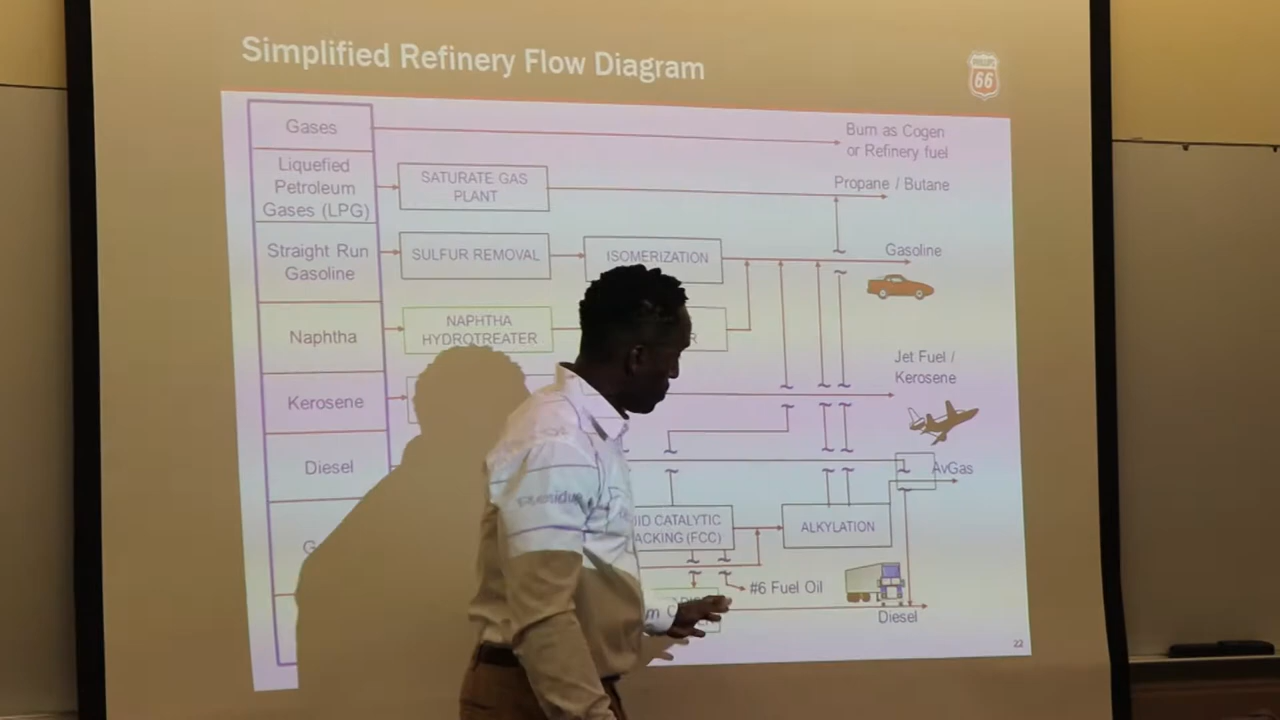 Simplified Refinery Flow Diagram
PHILLIPS
66
Gases
Burn as Cogen
or Refinery fuel
Liquefied
Petroleum
Gases (LPG)
SATURATE GAS
PLANT
Propane / Butane
Straight Run
Gasoline
SULFUR REMOVAL
ISOMERIZATION
Gasoline
Naphtha
NAPHTHA
HYDROTREATER
R
Jet Fuel /
Kerosene
Kerosene
Diesel
AvGas
G
ID CATALYTIC
ACKING (FCC)
ALKYLATION
#6 Fuel Oil
Diesel
22